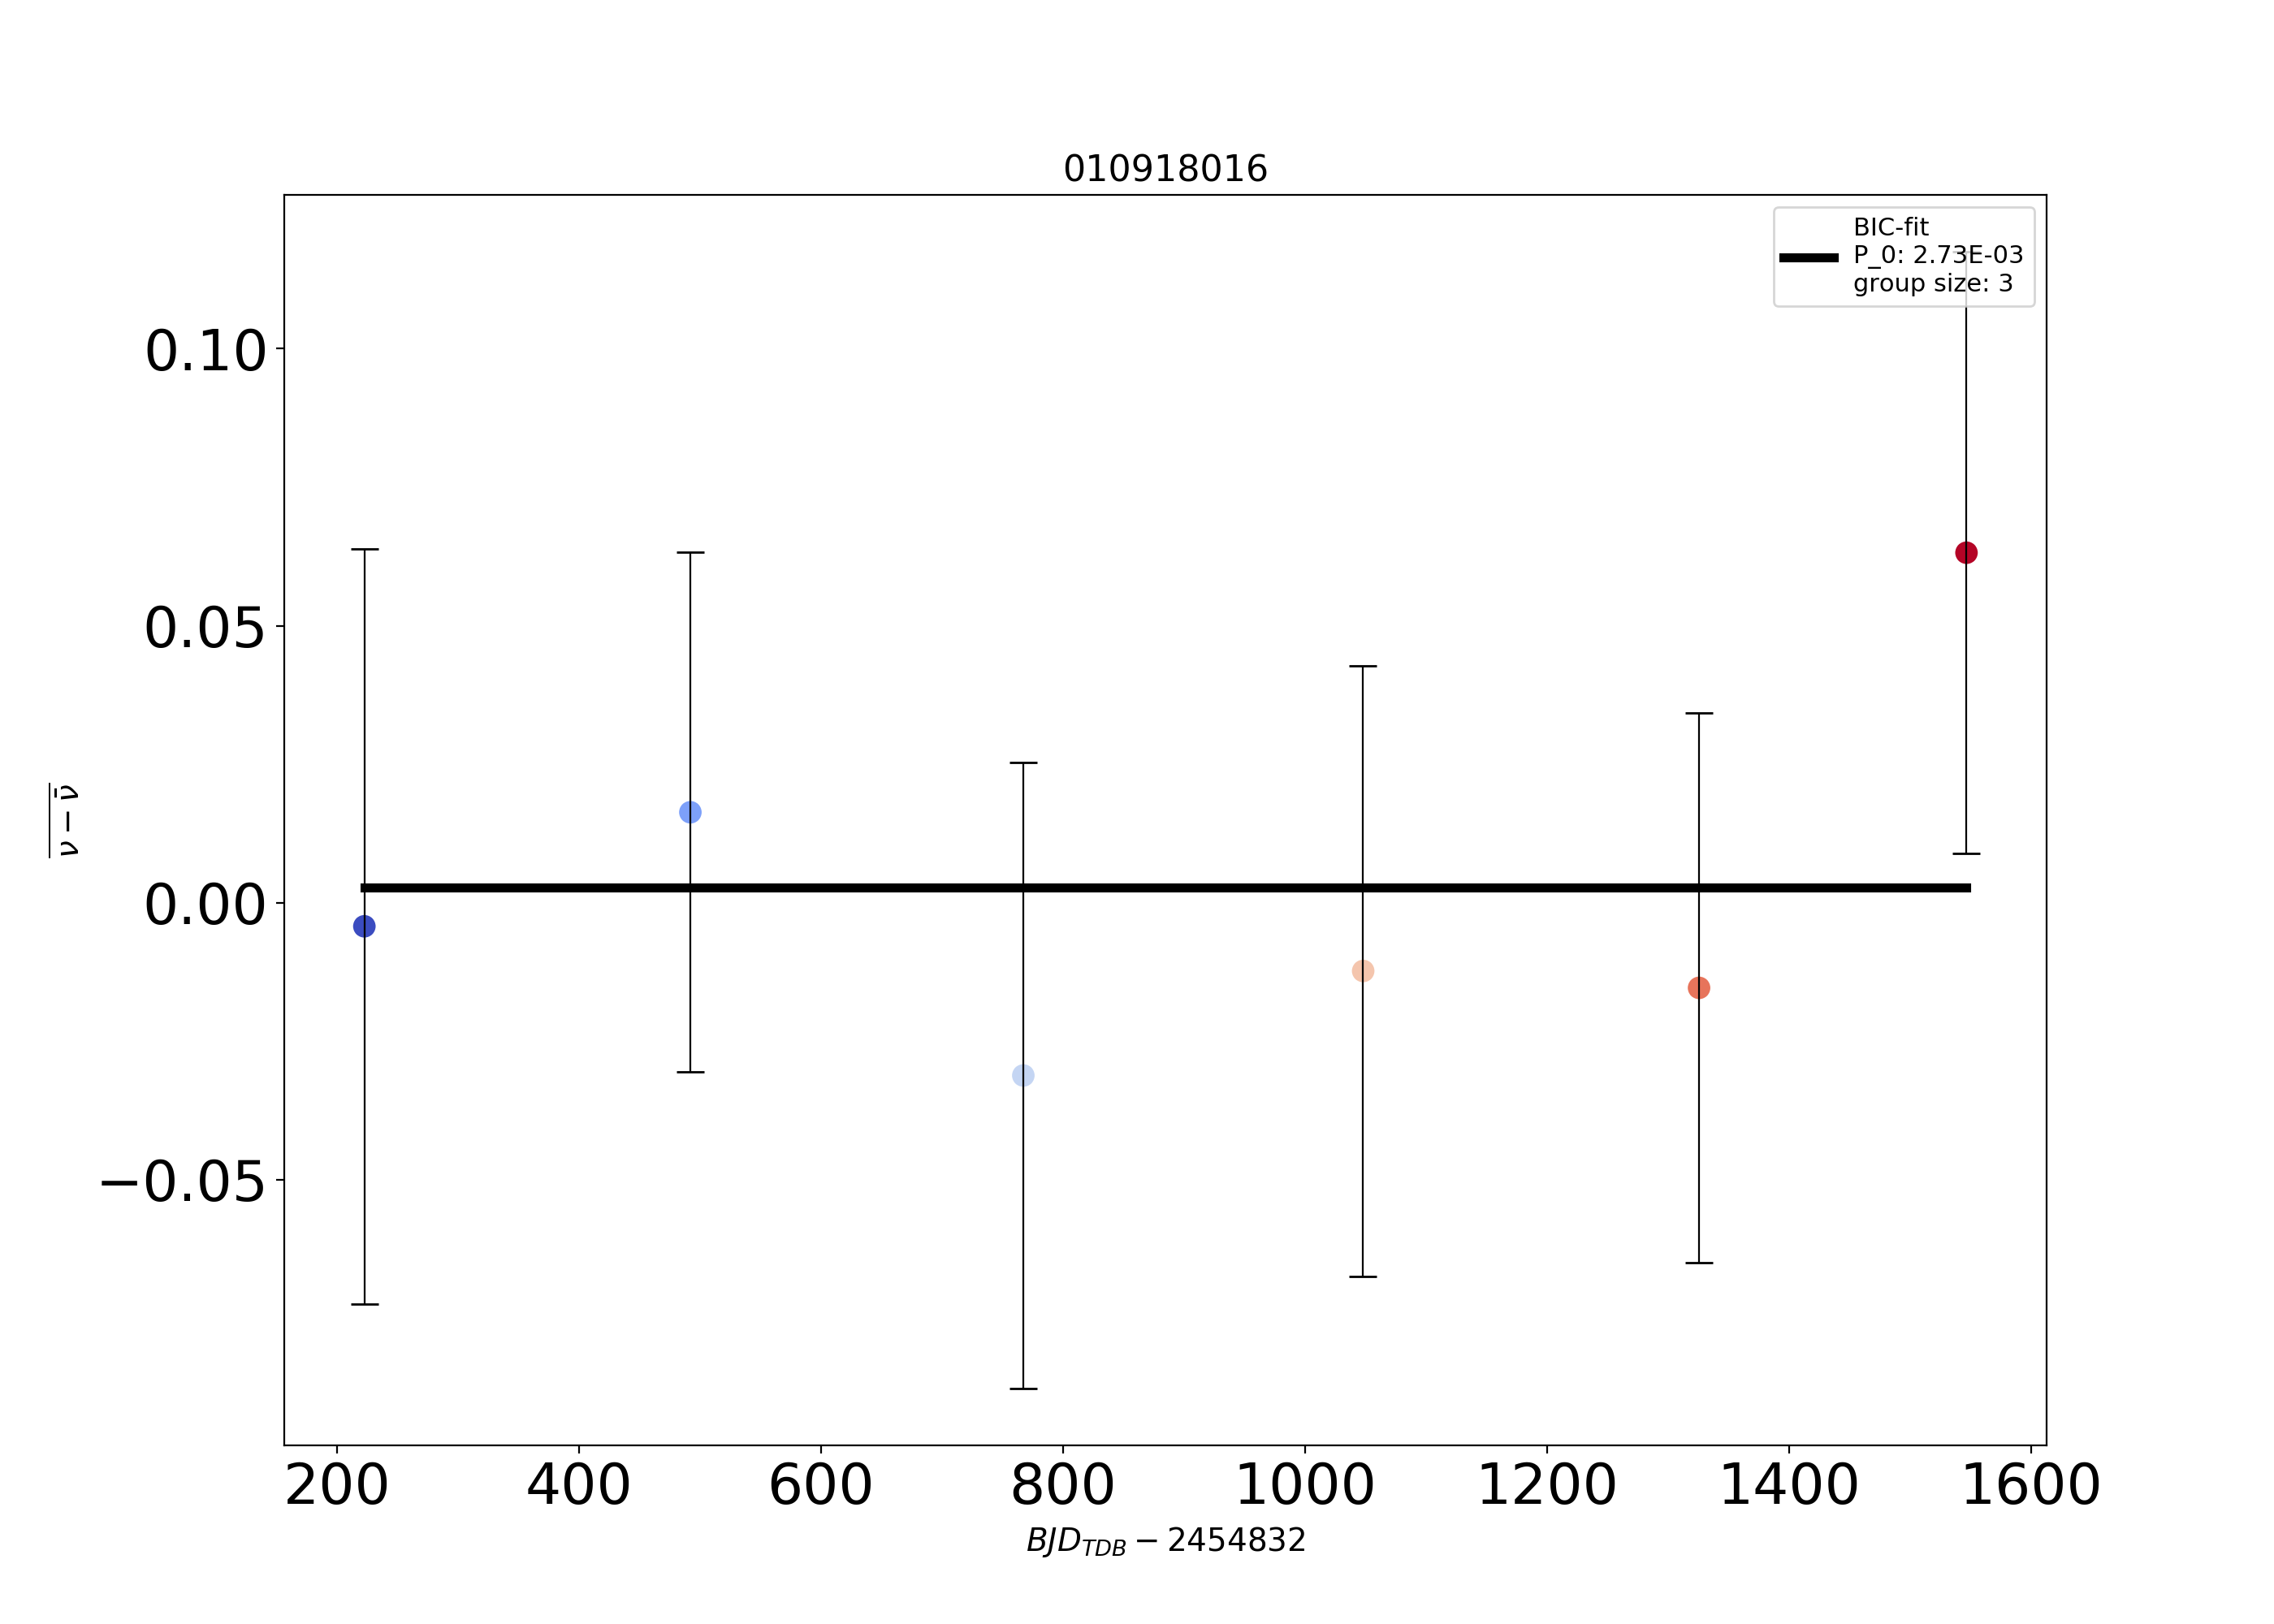 010918016
BIC-fit
P_0: 2.73E-03
group size: 3
0.10
0.05
0.00
−0.05
ν − ν̄
200 400 600 800 1000 1200 1400 1600
BJD_TDB − 2454832